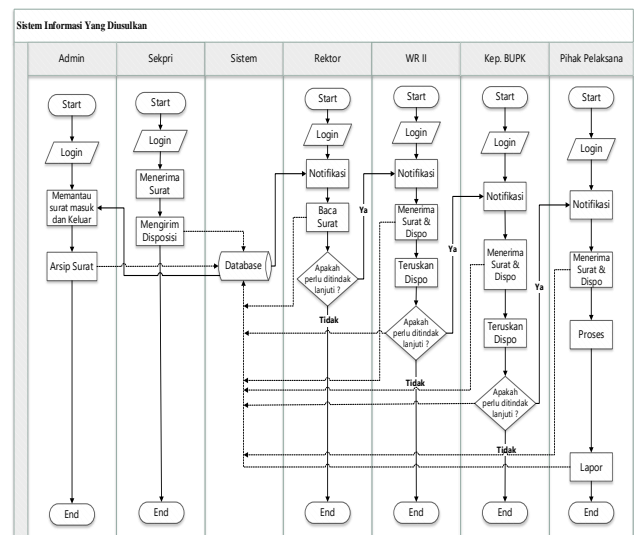 Sistem Informasi Yang Diusulkan
Admin
Sekpri
Sistem
Rektor
WR II
Kep. BUPK
Pihak Pelaksana
Start
Login
Memantau
surat masuk
dan Keluar
Arsip Surat
End
Start
Login
Menerima
Surat
Mengirim
Disposisi
End
Database
Start
Login
Notifikasi
Baca
Surat
Apakah
perlu ditindak
lanjuti ?
Ya
Tidak
End
Start
Login
Notifikasi
Menerima
Surat &
Dispo
Teruskan
Dispo
Apakah
perlu ditindak
lanjuti ?
Ya
Tidak
End
Start
Login
Notifikasi
Menerima
Surat &
Dispo
Teruskan
Dispo
Apakah
perlu ditindak
lanjuti ?
Ya
Tidak
End
Start
Login
Notifikasi
Menerima
Surat &
Dispo
Proses
Lapor
End